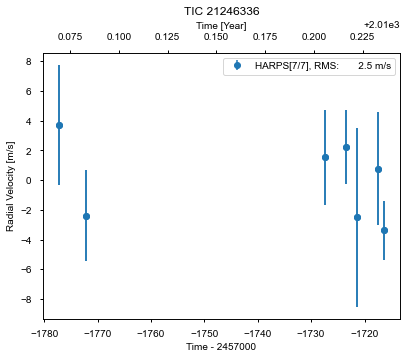 TIC 21246336
Time [Year]
+2.01e3
0.075 0.100 0.125 0.150 0.175 0.200 0.225
HARPS[7/7], RMS: 2.5 m/s
8
6
4
2
0
−2
−4
−6
−8
Radial Velocity [m/s]
−1780 −1770 −1760 −1750 −1740 −1730 −1720
Time - 2457000